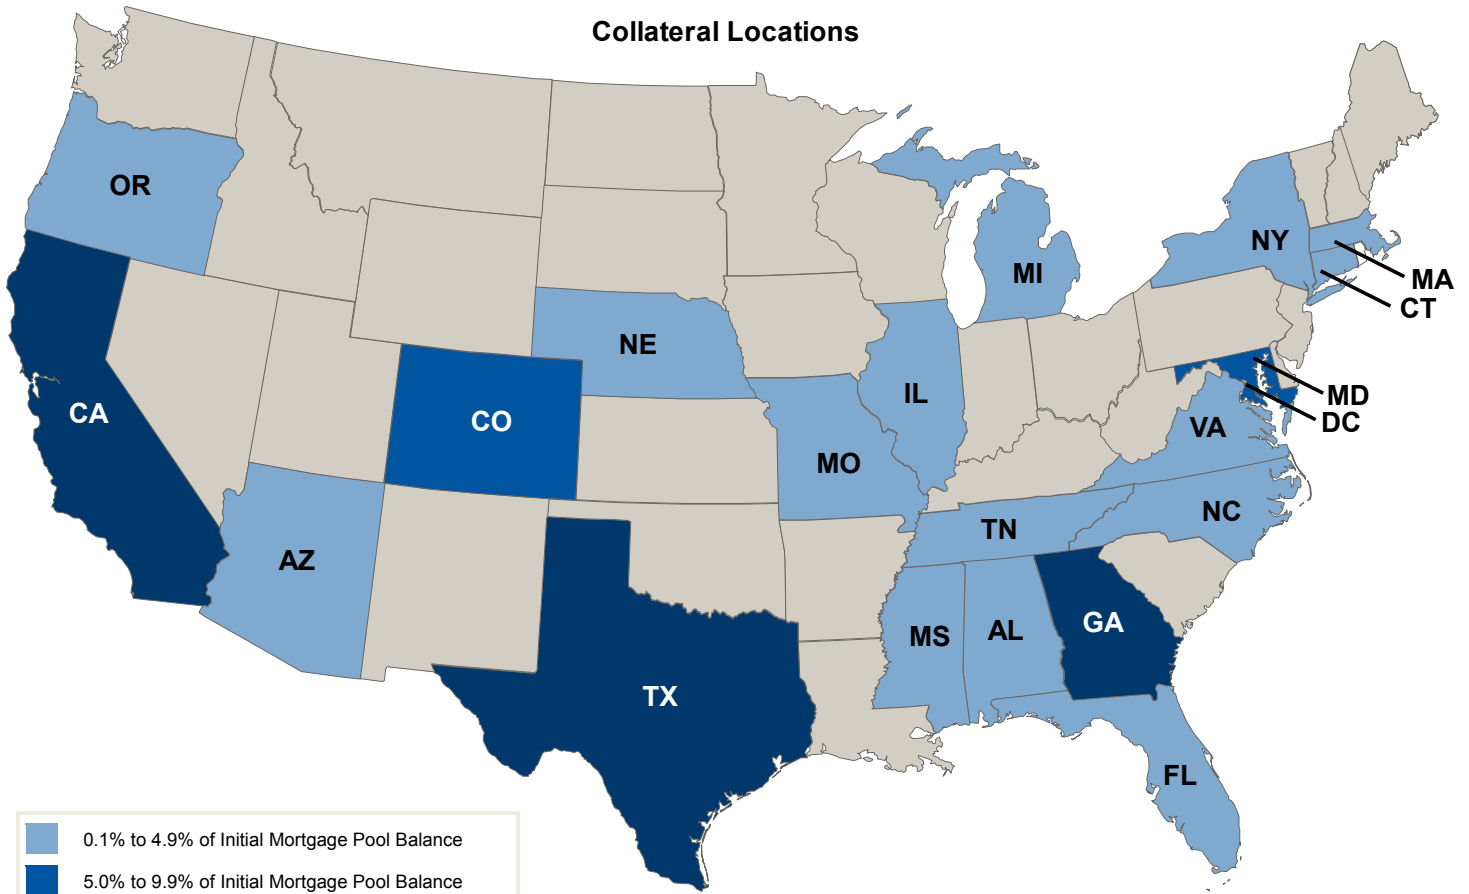 Collateral Locations
OR
NY
MI
MA
CT
NE
CA
CO
IL
MD
DC
VA
MO
NC
TN
AZ
GA
AL
MS
TX
FL
0.1% to 4.9% of Initial Mortgage Pool Balance
5.0% to 9.9% of Initial Mortgage Pool Balance